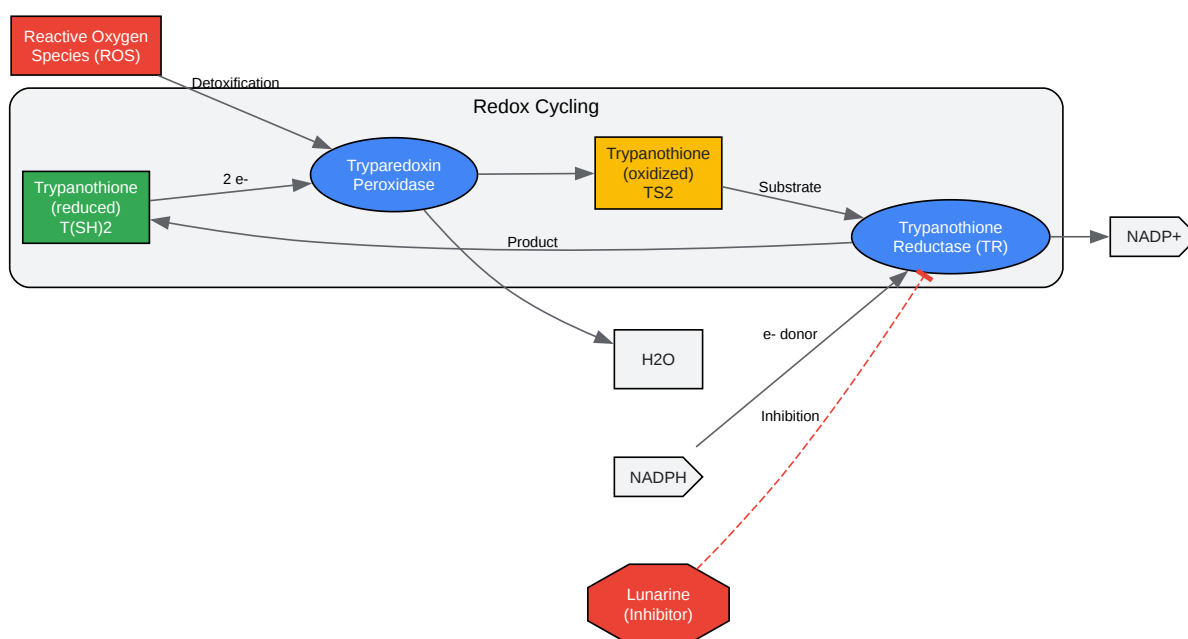 Reactive Oxygen
Species (ROS)
Detoxification
Redox Cycling
Trypanothione
(reduced)
T(SH)2
2 e-
Tryparedoxin
Peroxidase
Trypanothione
(oxidized)
TS2
Substrate
Trypanothione
Reductase (TR)
NADP+
Product
H2O
e- donor
Inhibition
NADPH
Lunarine
(Inhibitor)